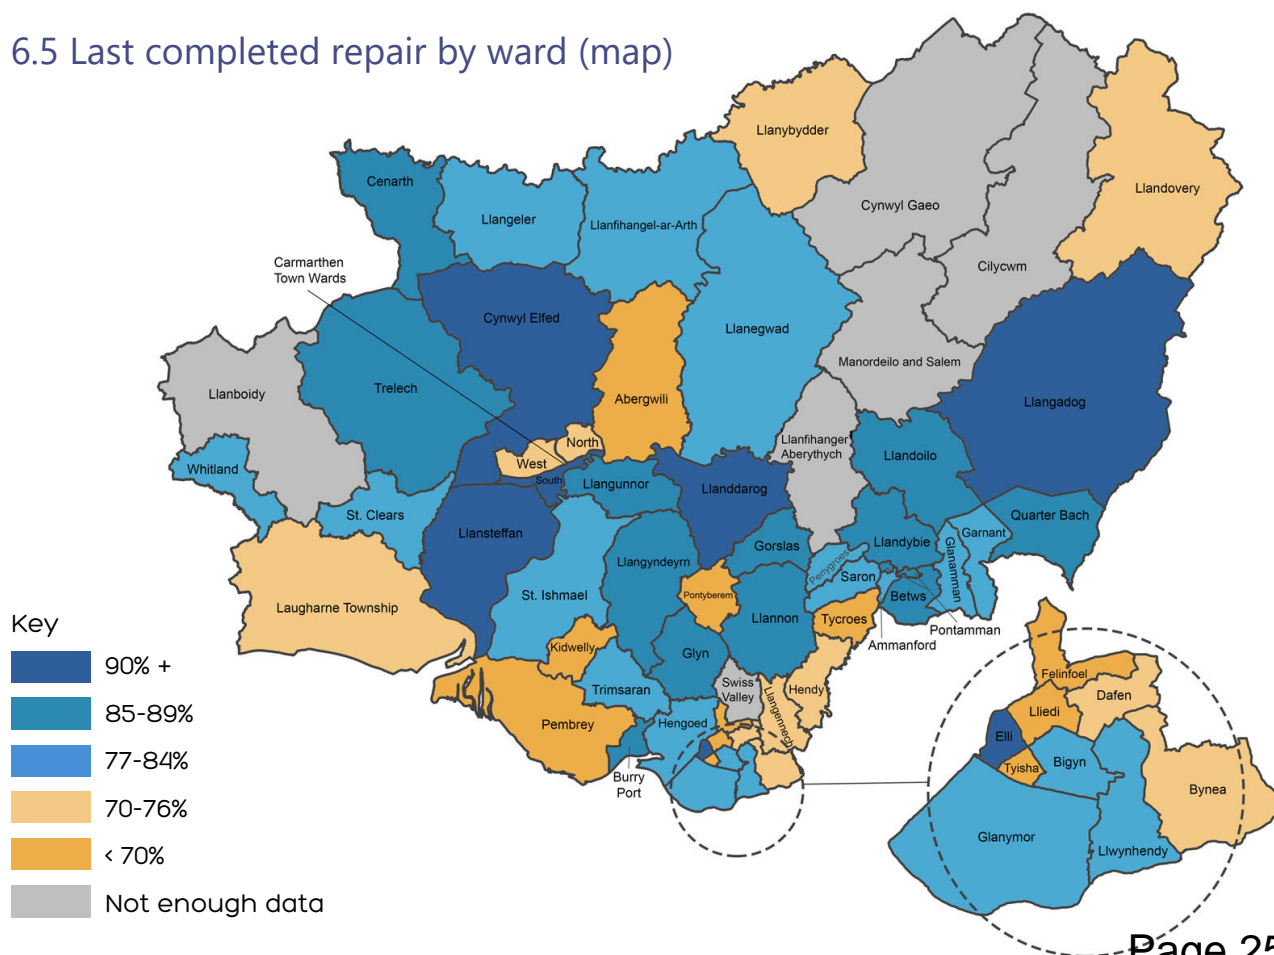 6.5 Last completed repair by ward (map)
Llanybydder
Cenarth
Llandovery
Cynwyl Gaeo
Llangeler
Llanfihangel-ar-Arth
Carmarthen
Town Wards
Cilycwm
Cynwyl Elfed
Llanegwad
Manordeilo and Salem
Llanboidy
Trelech
Abergwili
Llangadog
North
Llanfihanger
Aberythych
Llandoilo
West
Whitland
South
Llangunnor
Llanddarog
St. Clears
Quarter Bach
Llansteffan
Garnant
Gorslas
Llandybie
Glanamman
Llangyndeyrn
Penygroes
Saron
St. Ishmael
Pontyberem
Betws
Laugharne Township
Llannon
Tycroes
Pontamman
Ammanford
Key
Kidwelly
Glyn
90% +
Swiss
Valley
Trimsaran
Llangennech
Hendy
Felinfoel
Dafen
85-89%
Pembrey
Hengoed
Lliedi
Elli
77-84%
Tyisha
Bigyn
Burry
Port
Bynea
70-76%
Glanymor
Llwynhendy
< 70%
Not enough data
Page 25